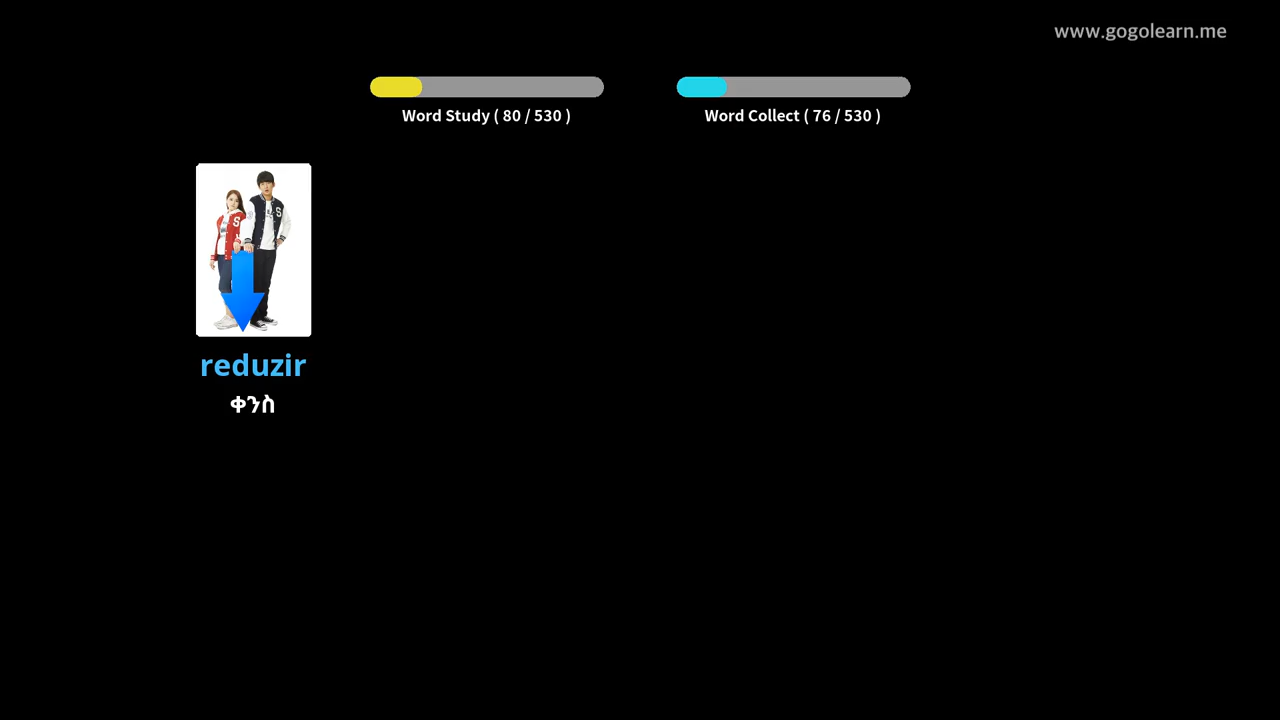 www.gogolearn.me
Word Study ( 80 / 530 )
Word Collect ( 76 / 530 )
S
S
reduzir
ቀንስ